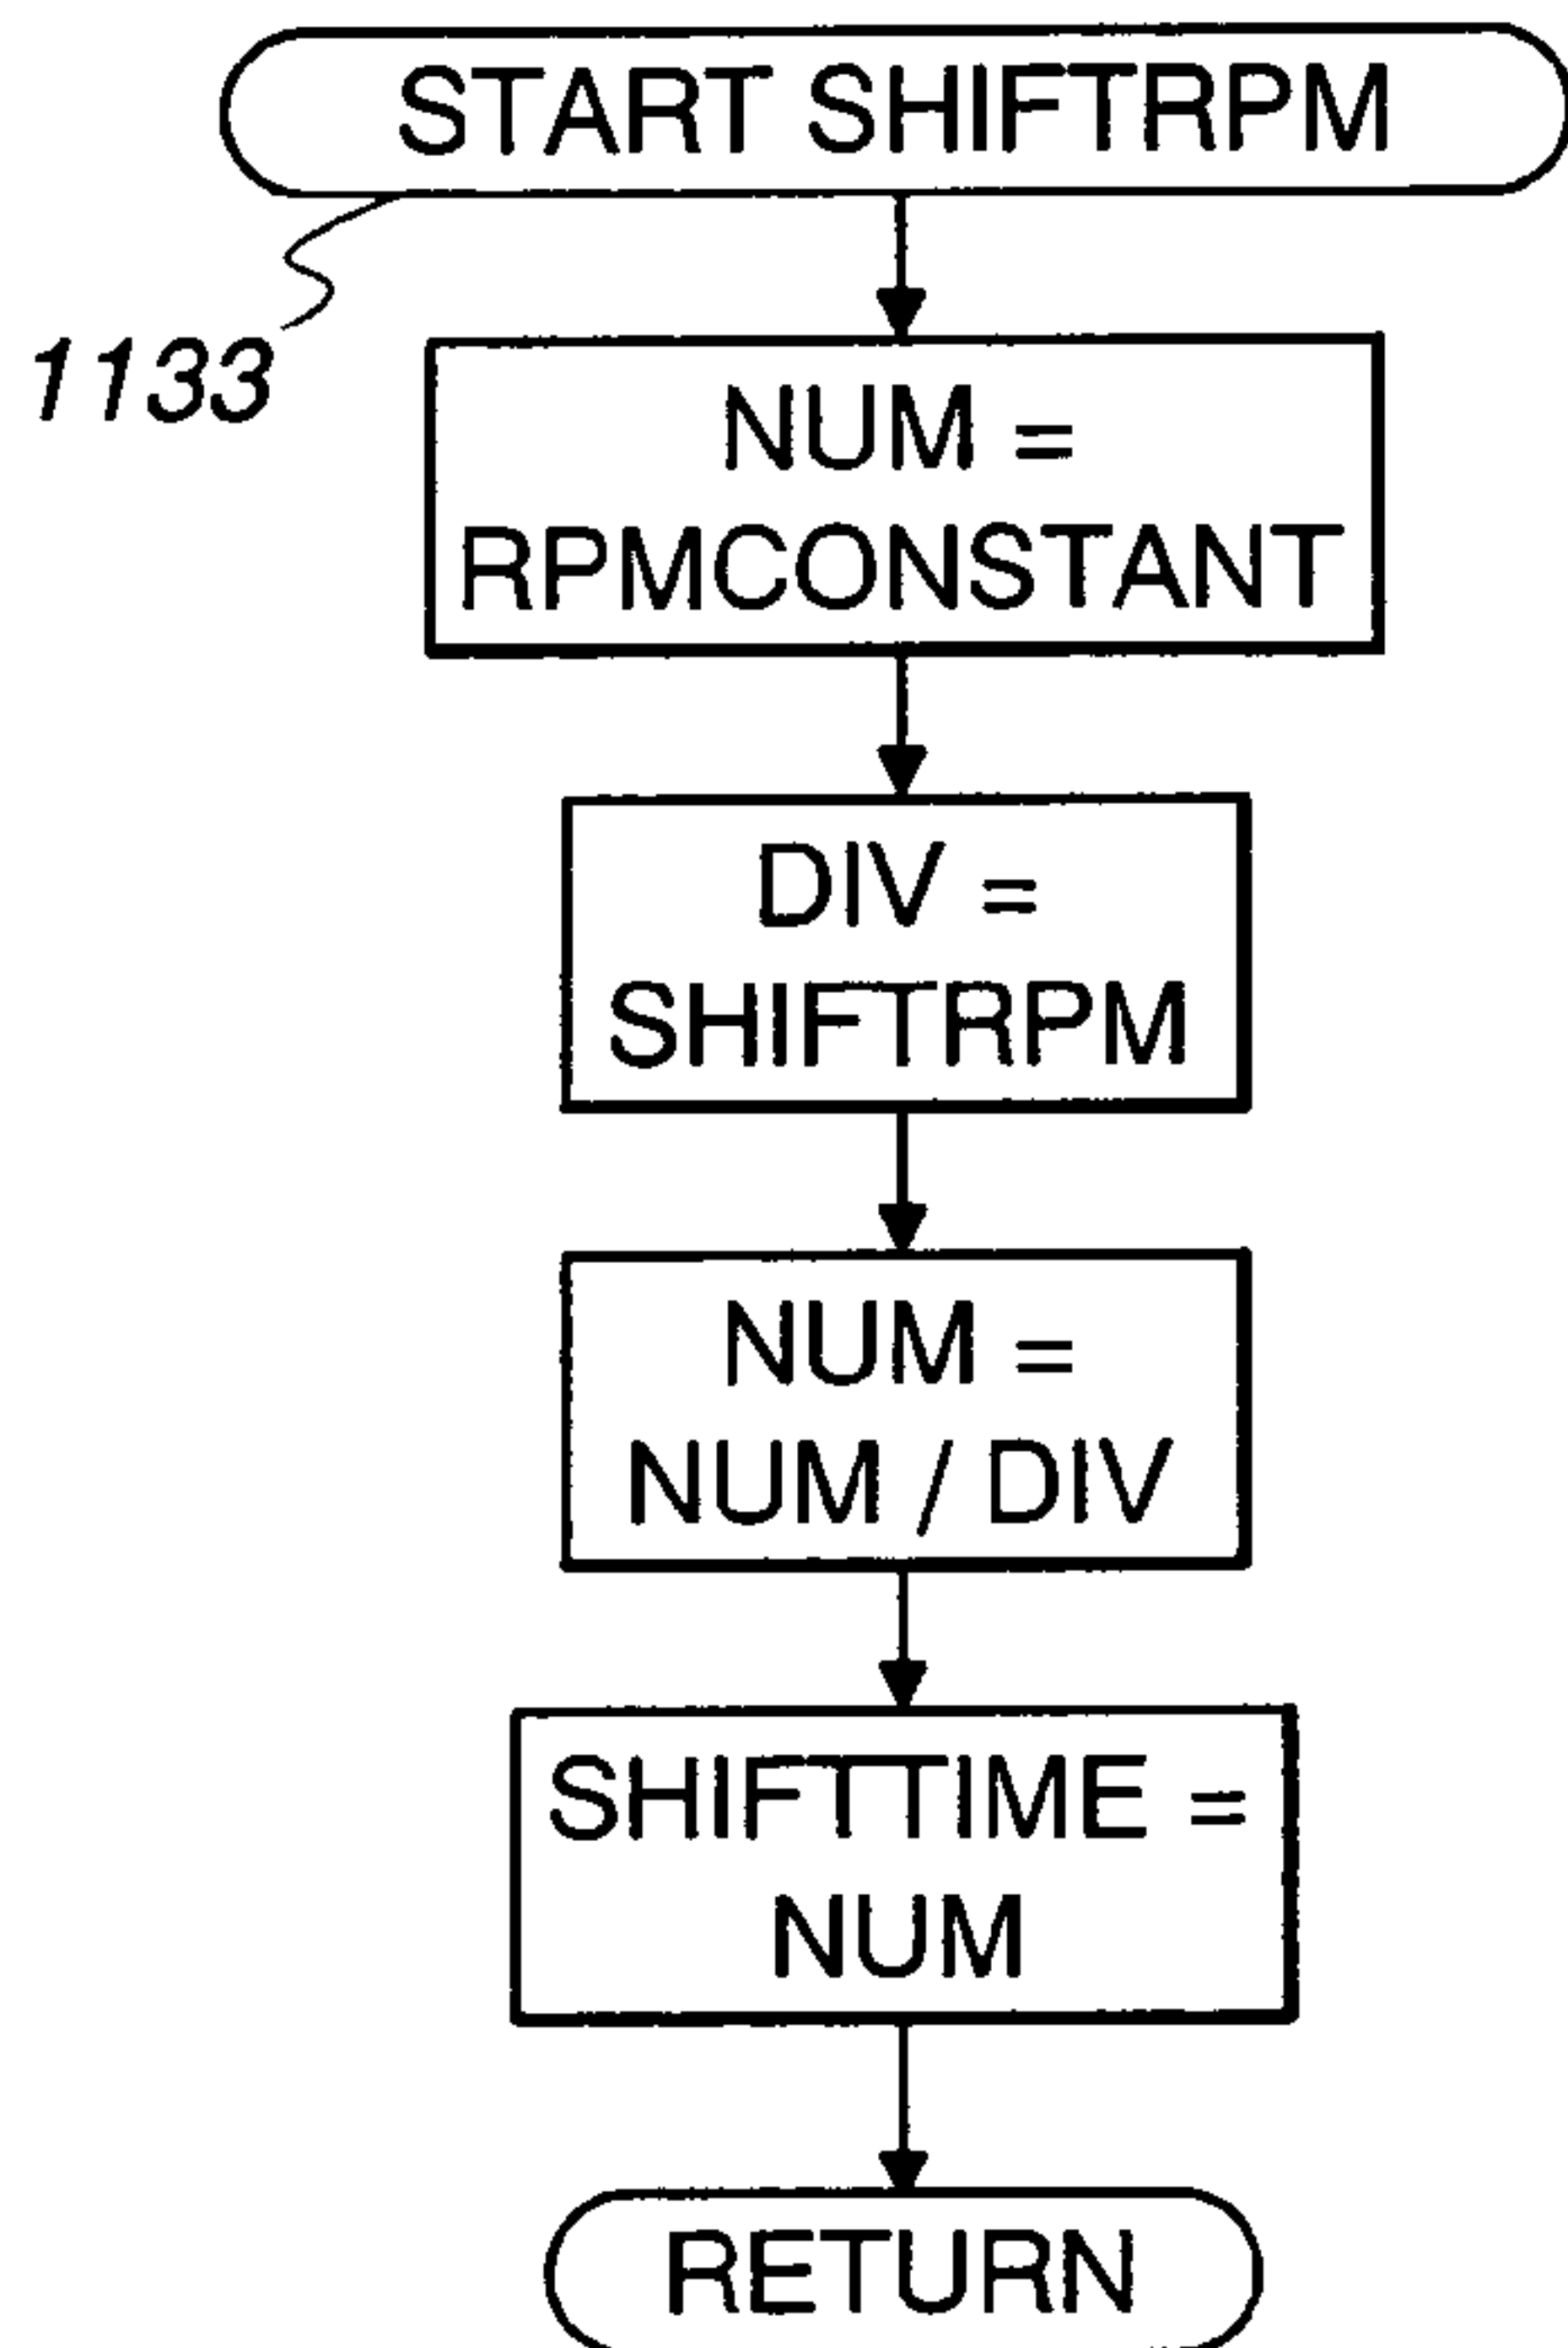 START SHIFTRPM
1133
NUM =
RPMCONSTANT
DIV =
SHIFTRPM
NUM =
NUM / DIV
SHIFTTIME =
NUM
RETURN